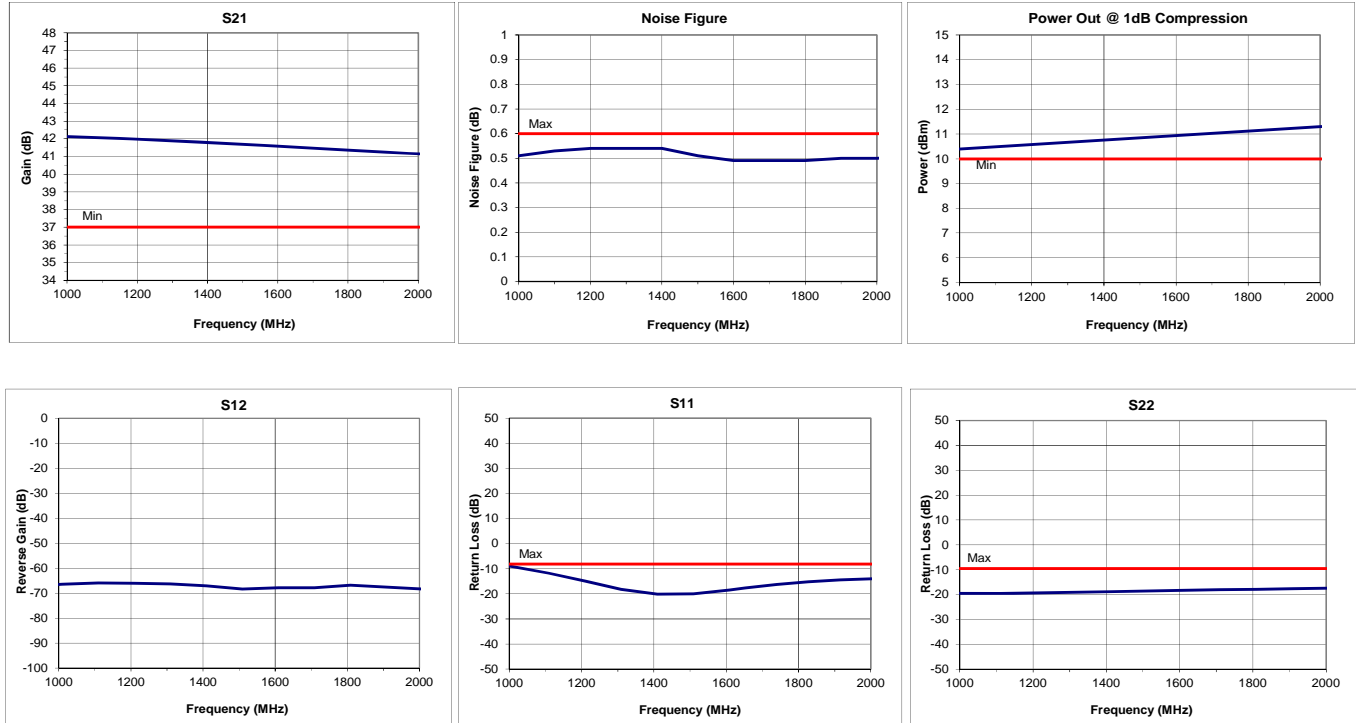 S21
Gain (dB)
48
47
46
45
44
43
42
41
40
39
38
37
36
35
34
Min
1000 1200 1400 1600 1800 2000
Frequency (MHz)
Noise Figure
Noise Figure (dB)
1
0.9
0.8
0.7
0.6
0.5
0.4
0.3
0.2
0.1
0
Max
1000 1200 1400 1600 1800 2000
Frequency (MHz)
Power Out @ 1dB Compression
Power (dBm)
15
14
13
12
11
10
9
8
7
6
5
Min
1000 1200 1400 1600 1800 2000
Frequency (MHz)
S12
Reverse Gain (dB)
0
-10
-20
-30
-40
-50
-60
-70
-80
-90
-100
1000 1200 1400 1600 1800 2000
Frequency (MHz)
S11
Return Loss (dB)
50
40
30
20
10
0
-10
-20
-30
-40
-50
Max
1000 1200 1400 1600 1800 2000
Frequency (MHz)
S22
Return Loss (dB)
50
40
30
20
10
0
-10
-20
-30
-40
-50
Max
1000 1200 1400 1600 1800 2000
Frequency (MHz)